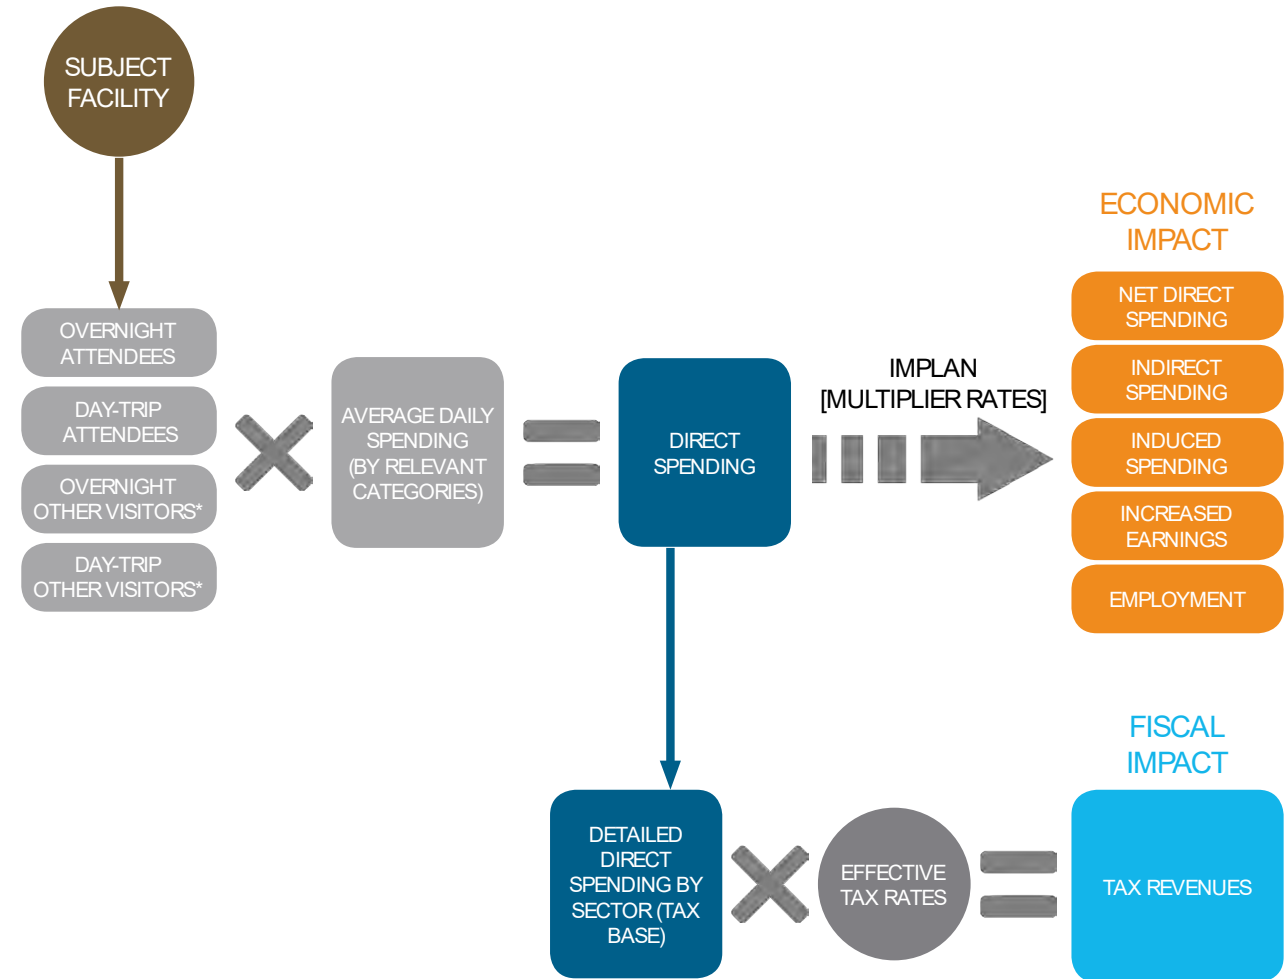 SUBJECT
FACILITY
OVERNIGHT
ATTENDEES
DAY-TRIP
ATTENDEES
OVERNIGHT
OTHER VISITORS*
DAY-TRIP
OTHER VISITORS*
AVERAGE DAILY
SPENDING
(BY RELEVANT
CATEGORIES)
DIRECT
SPENDING
IMPLAN
[MULTIPLIER RATES]
ECONOMIC
IMPACT
NET DIRECT
SPENDING
INDIRECT
SPENDING
INDUCED
SPENDING
INCREASED
EARNINGS
EMPLOYMENT
DETAILED
DIRECT
SPENDING BY
SECTOR (TAX
BASE)
EFFECTIVE
TAX RATES
FISCAL
IMPACT
TAX REVENUES